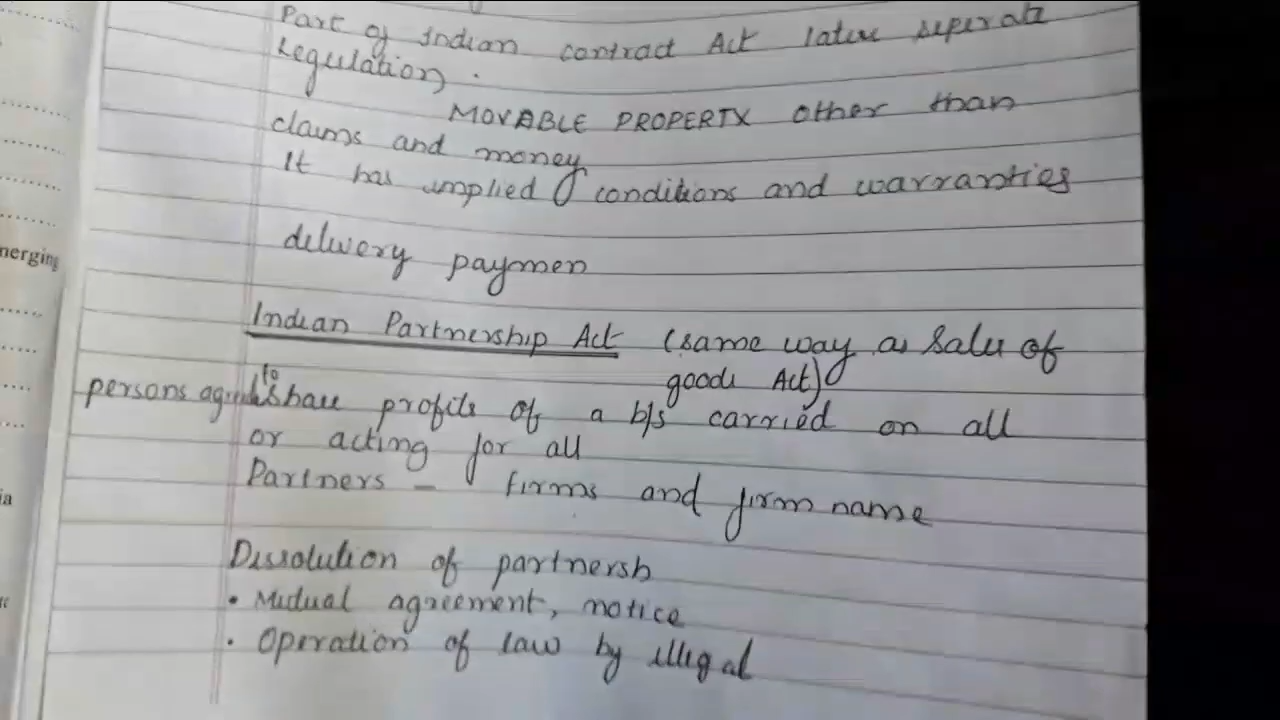 Part of Indian contract Act later seperate
Regulation.
MOVABLE PROPERTY other than
claims and money
It has implied conditions and warranties
delivery paymen
Indian Partnership Act (same way as Sale of
goods Act)
to
persons share profits of a b/s carried on all
or acting for all
Partners - firms and firm name
Dissolution of partnersh
• Mutual agreement, notice
• Operation of law by illegal
nerging
ia